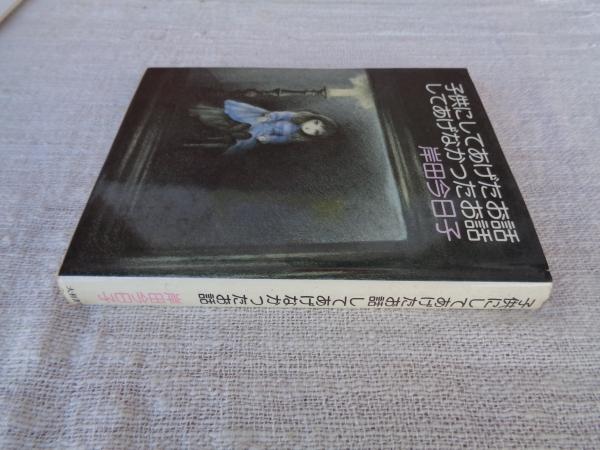 子供にしてあげたお話
してあげなかったお話
岸田今日子
子供にしてあげたお話 してあげなかったお話
岸田今日子